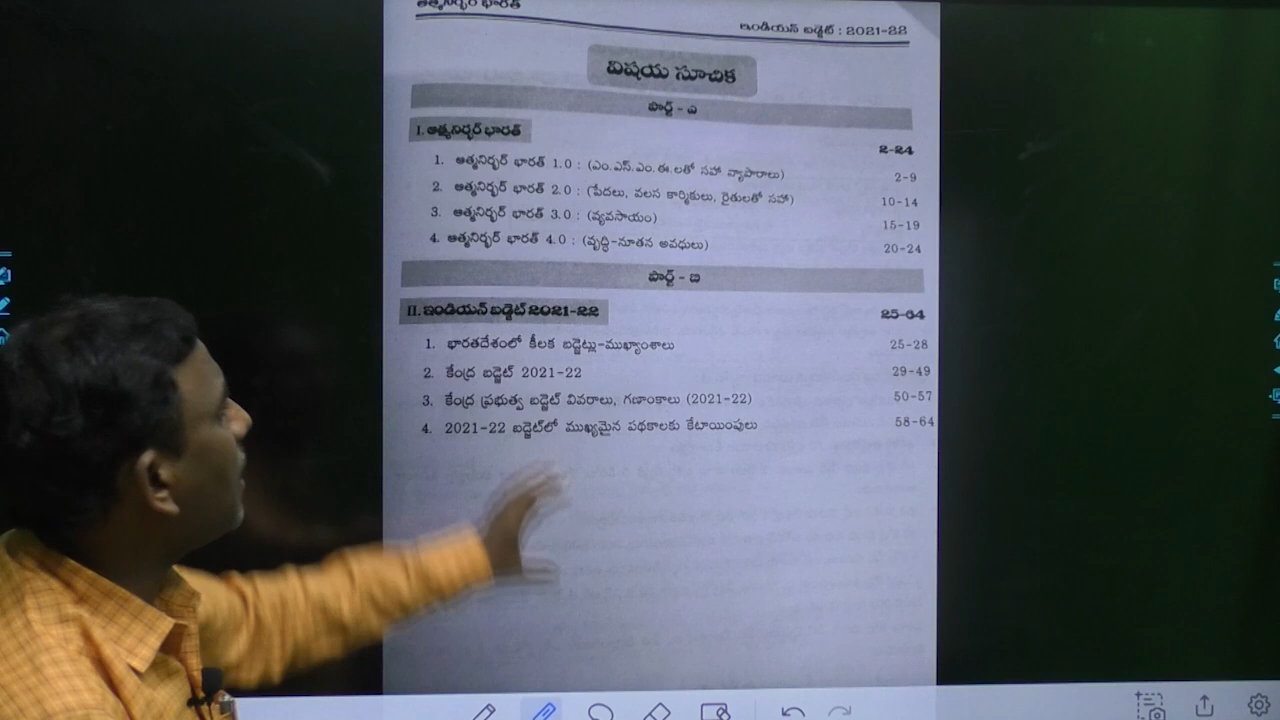 ఆత్మనిర్భర్ భారత్
ఇండియన్ బడ్జెట్ : 2021-22
విషయ సూచిక
పార్ట్ - ఎ
I. ఆత్మనిర్భర్ భారత్ 2-24
1. ఆత్మనిర్భర్ భారత్ 1.0 : (ఎం.ఎస్.ఎం.ఈ.లతో సహా వ్యాపారాలు) 2-9
2. ఆత్మనిర్భర్ భారత్ 2.0 : (పేదలు, వలస కార్మికులు, రైతులతో సహా) 10-14
3. ఆత్మనిర్భర్ భారత్ 3.0 : (వ్యవసాయం) 15-19
4. ఆత్మనిర్భర్ భారత్ 4.0 : (వృద్ధి-నూతన అవధులు) 20-24
పార్ట్ - బి
II. ఇండియన్ బడ్జెట్ 2021-22 25-64
1. భారతదేశంలో కీలక బడ్జెట్లు-ముఖ్యాంశాలు 25-28
2. కేంద్ర బడ్జెట్ 2021-22 29-49
3. కేంద్ర ప్రభుత్వ బడ్జెట్ వివరాలు, గణాంకాలు (2021-22) 50-57
4. 2021-22 బడ్జెట్‌లో ముఖ్యమైన పథకాలకు కేటాయింపులు 58-64